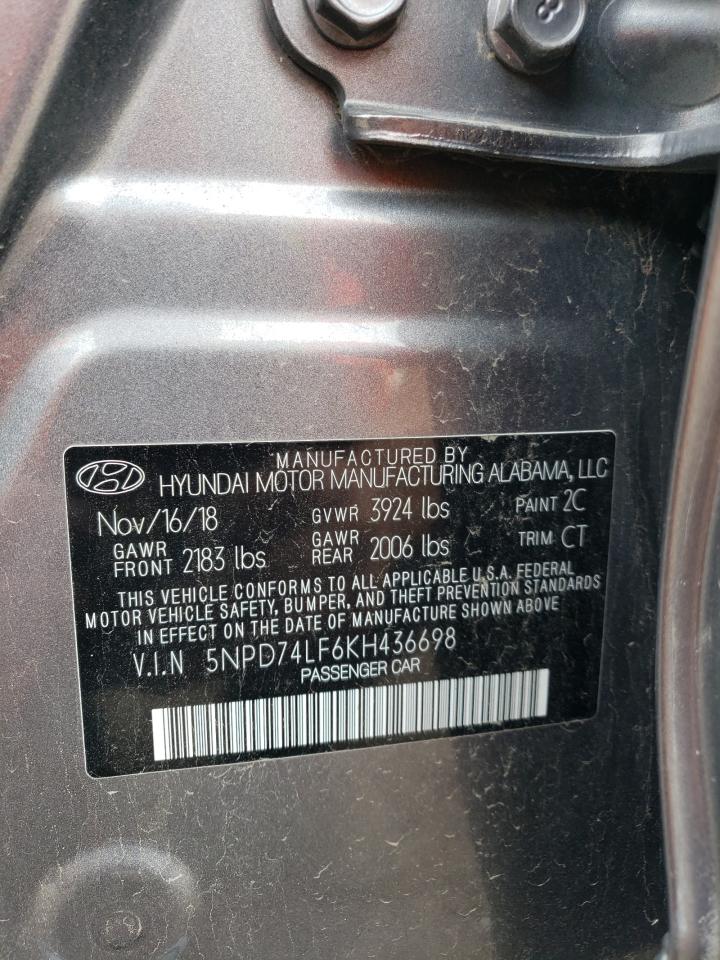 MANUFACTURED BY
HYUNDAI MOTOR MANUFACTURING ALABAMA, LLC
Nov/16/18 GVWR 3924 lbs PAINT 2C
GAWR FRONT 2183 lbs GAWR REAR 2006 lbs TRIM CT
THIS VEHICLE CONFORMS TO ALL APPLICABLE U.S.A. FEDERAL
MOTOR VEHICLE SAFETY, BUMPER, AND THEFT PREVENTION STANDARDS
IN EFFECT ON THE DATE OF MANUFACTURE SHOWN ABOVE
V.I.N 5NPD74LF6KH436698
PASSENGER CAR